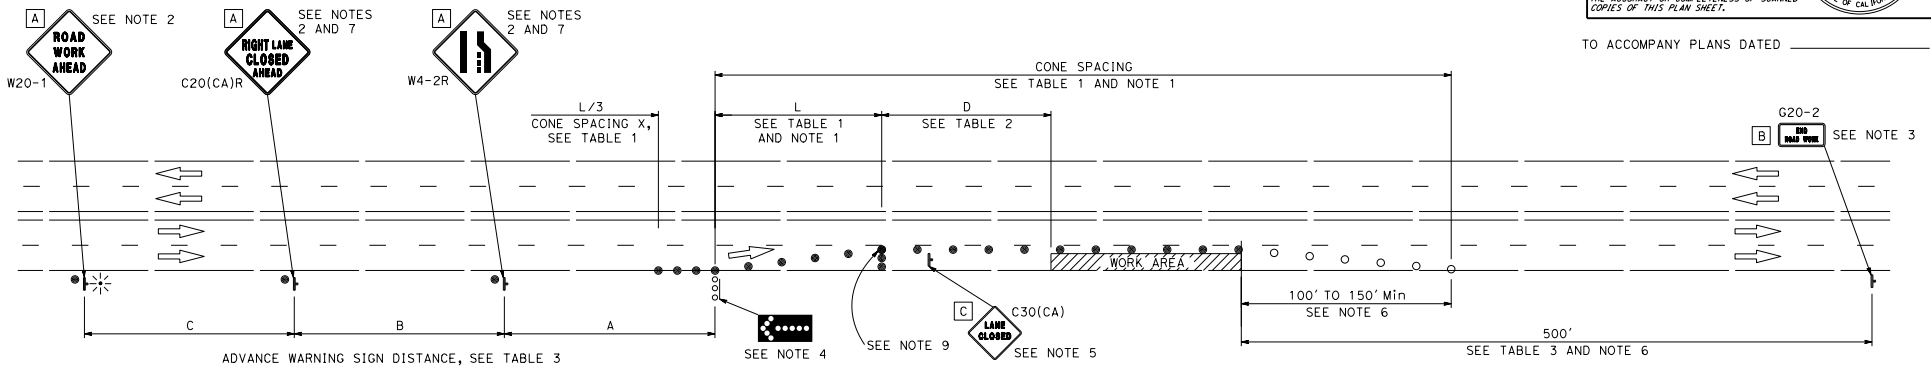 COPIES OF THIS PLAN SHEET.
TO ACCOMPANY PLANS DATED
A
SEE NOTE 2
ROAD
WORK
AHEAD
W20-1
A
SEE NOTES
2 AND 7
RIGHT LANE
CLOSED
AHEAD
C20(CA)R
A
SEE NOTES
2 AND 7
W4-2R
CONE SPACING
SEE TABLE 1 AND NOTE 1
L/3
CONE SPACING X,
SEE TABLE 1
L
SEE TABLE 1
AND NOTE 1
D
SEE TABLE 2
G20-2
B
END
ROAD WORK
SEE NOTE 3
WORK AREA
C
B
A
ADVANCE WARNING SIGN DISTANCE, SEE TABLE 3
SEE NOTE 4
SEE NOTE 9
C
C30(CA)
LANE
CLOSED
SEE NOTE 5
100' TO 150' Min
SEE NOTE 6
500'
SEE TABLE 3 AND NOTE 6